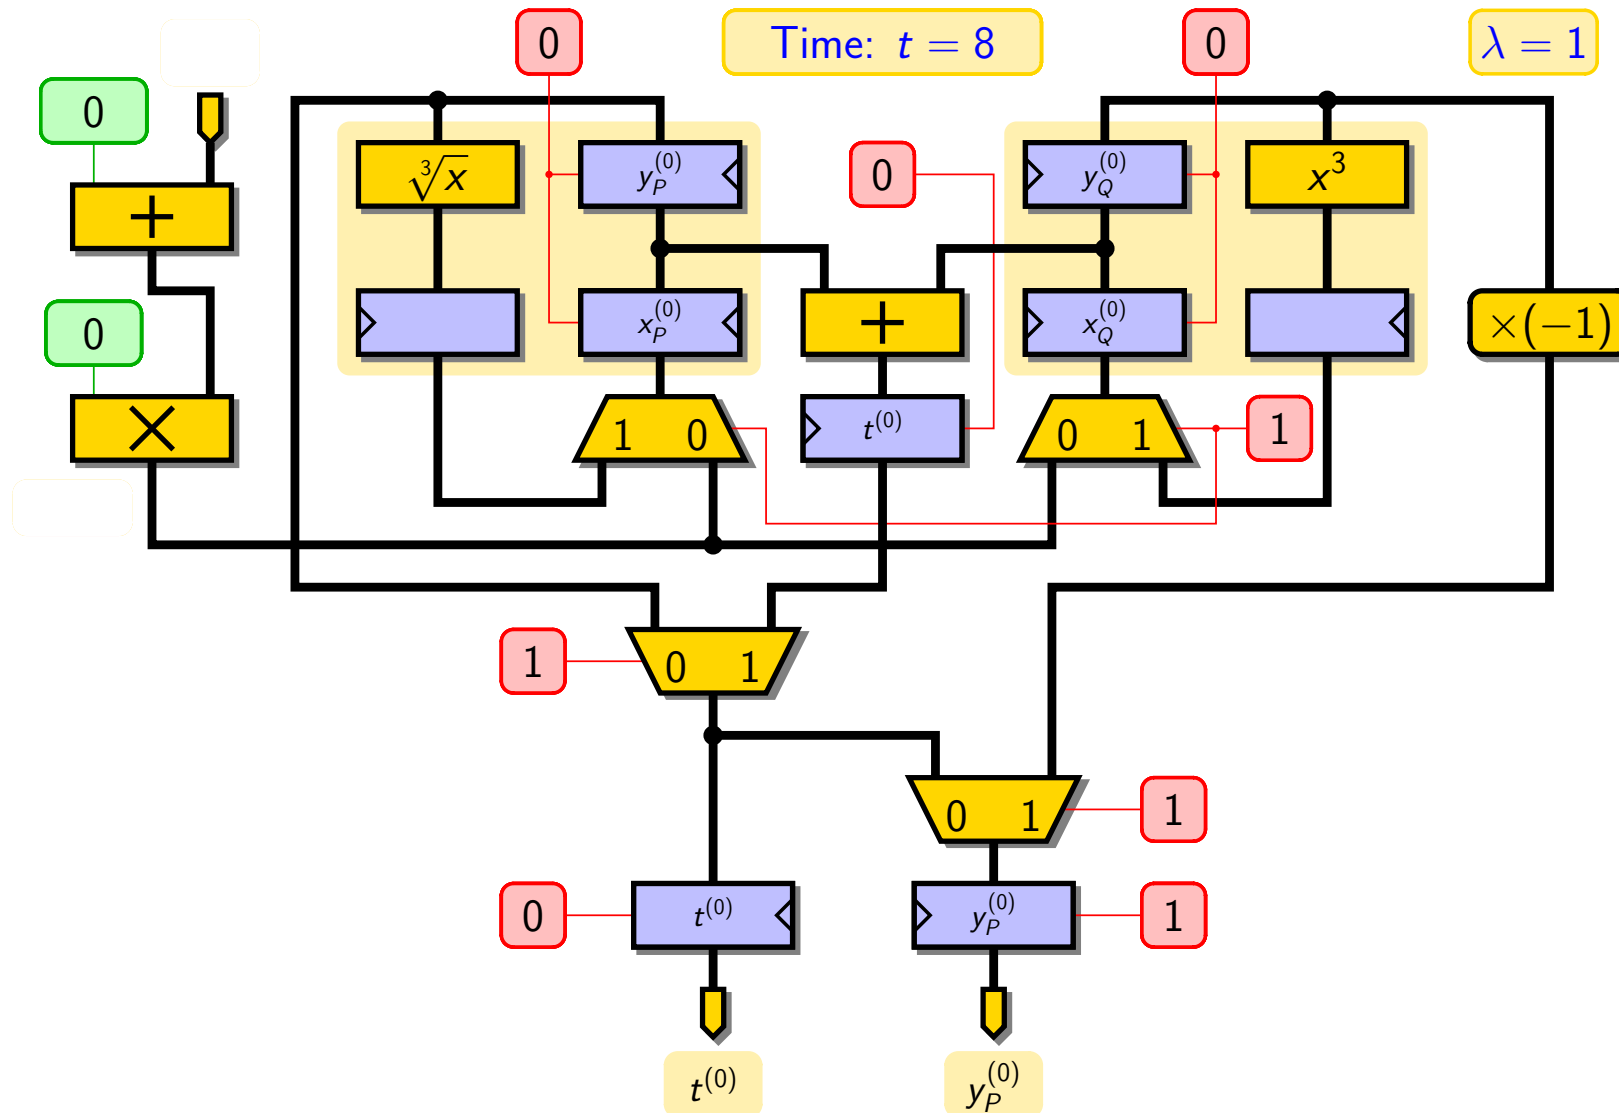 0 Time: t = 8 0 λ = 1
0
∛x y_P^(0) 0 y_Q^(0) x³
+
0 x_P^(0) + x_Q^(0) ×(−1)
× 1 0 t^(0) 0 1 1
1 0 1
0 1 1
0 t^(0) y_P^(0) 1
t^(0) y_P^(0)